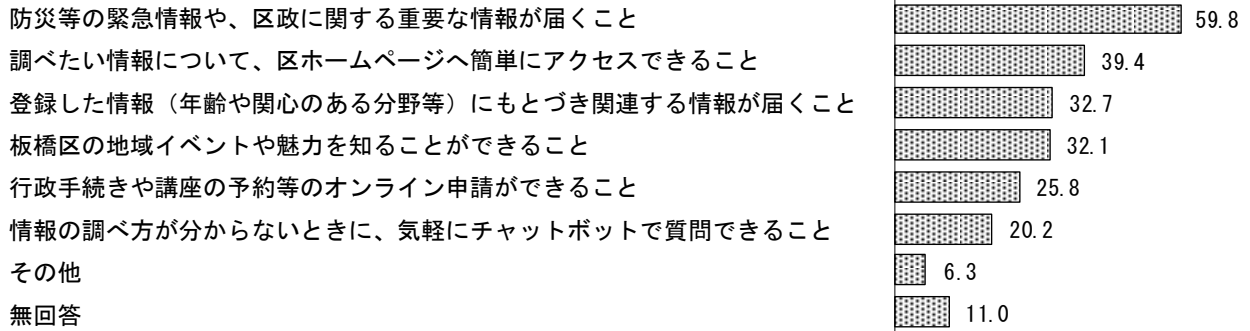 防災等の緊急情報や、区政に関する重要な情報が届くこと 59.8
調べたい情報について、区ホームページへ簡単にアクセスできること 39.4
登録した情報（年齢や関心のある分野等）にもとづき関連する情報が届くこと 32.7
板橋区の地域イベントや魅力を知ることができること 32.1
行政手続きや講座の予約等のオンライン申請ができること 25.8
情報の調べ方が分からないときに、気軽にチャットボットで質問できること 20.2
その他 6.3
無回答 11.0